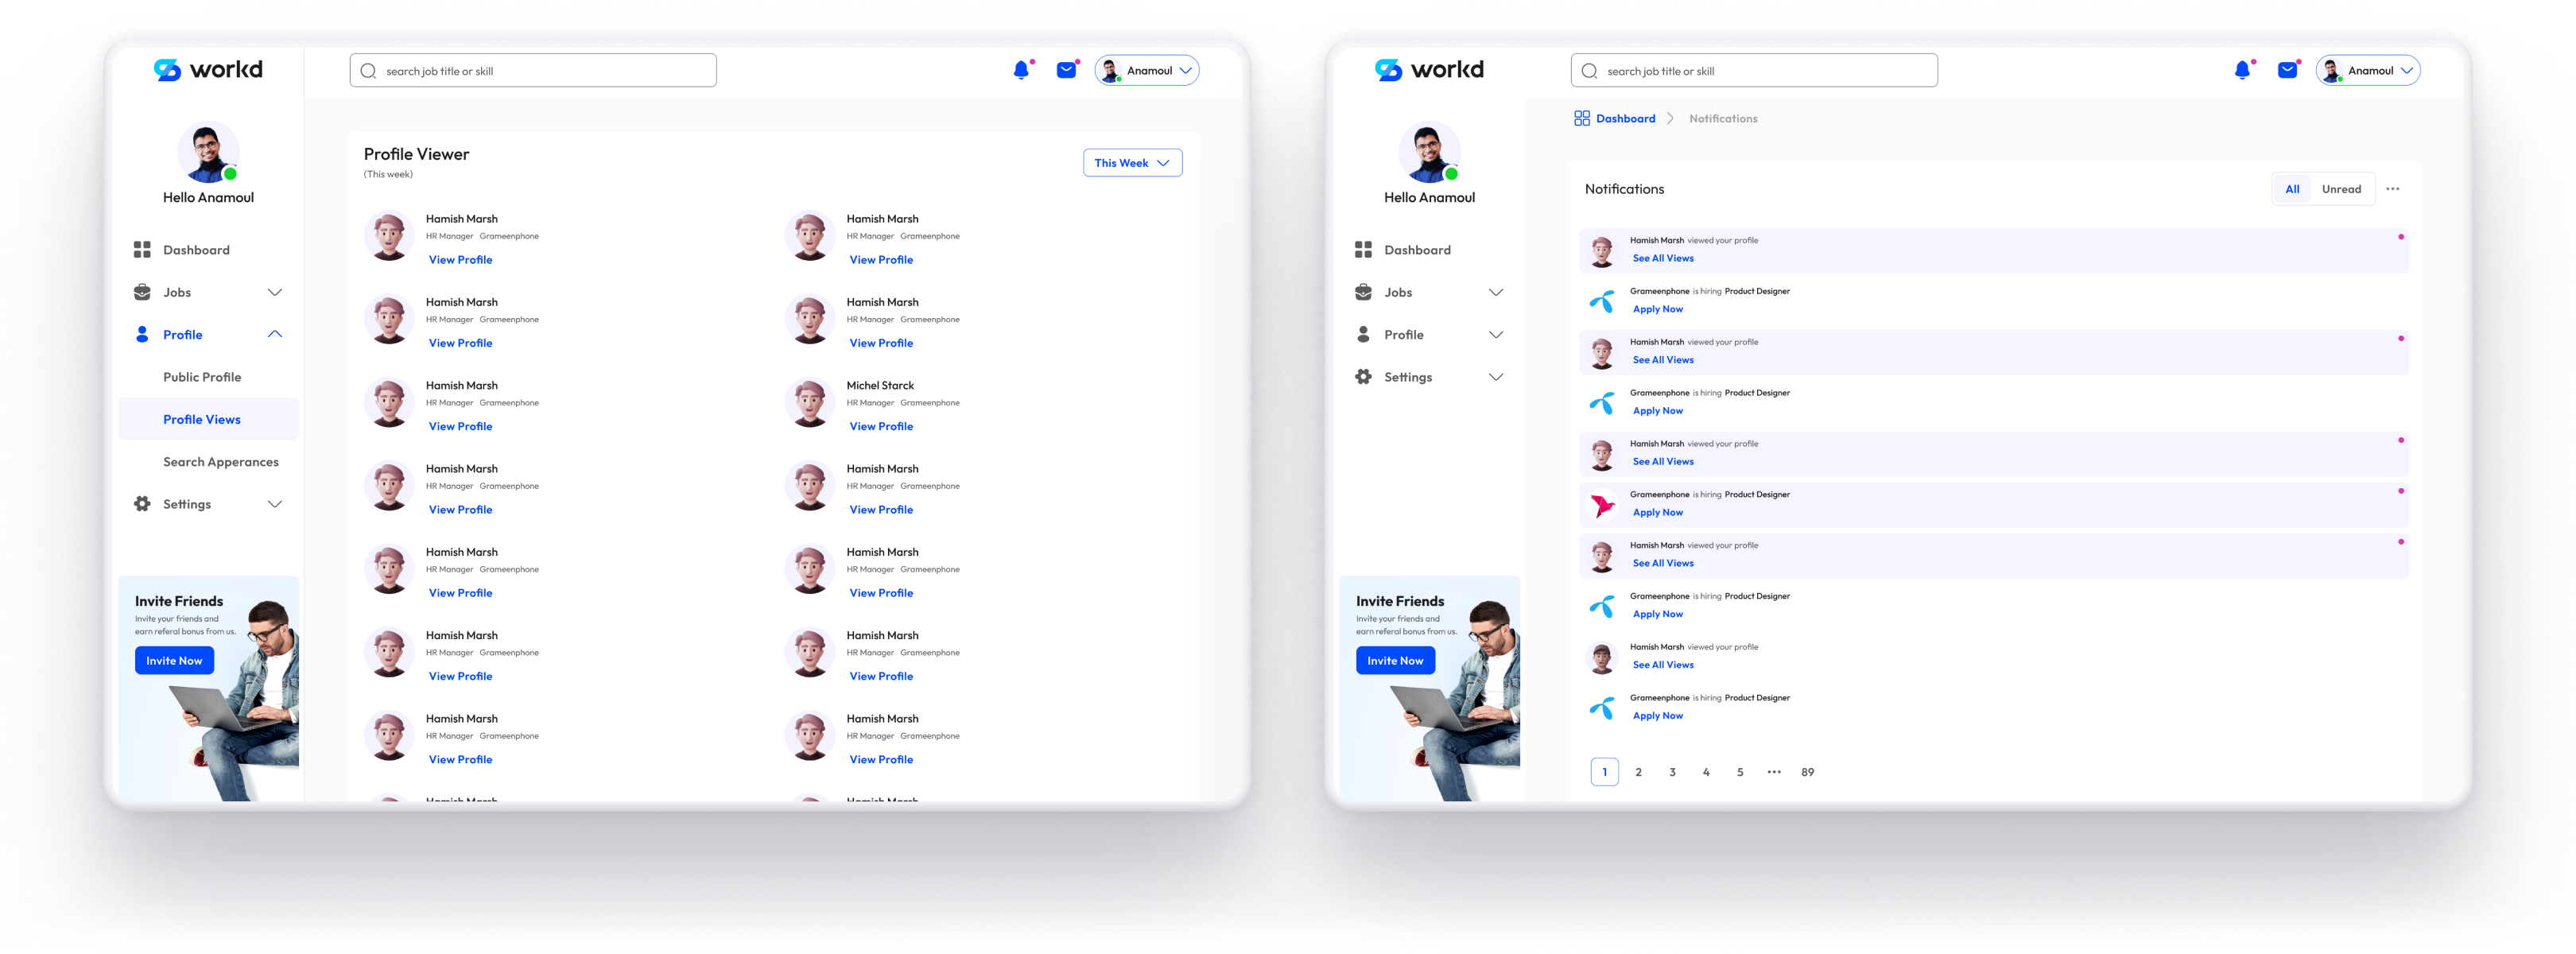 workd
search job title or skill
Anamoul
Hello Anamoul
Dashboard
Jobs
Profile
Public Profile
Profile Views
Search Apperances
Settings
Invite Friends
Invite your friends and
earn referal bonus from us.
Invite Now
Profile Viewer
(This week)
This Week
Hamish Marsh
HR Manager Grameenphone
View Profile
Hamish Marsh
HR Manager Grameenphone
View Profile
Hamish Marsh
HR Manager Grameenphone
View Profile
Hamish Marsh
HR Manager Grameenphone
View Profile
Hamish Marsh
HR Manager Grameenphone
View Profile
Michel Starck
HR Manager Grameenphone
View Profile
Hamish Marsh
HR Manager Grameenphone
View Profile
Hamish Marsh
HR Manager Grameenphone
View Profile
Hamish Marsh
HR Manager Grameenphone
View Profile
Hamish Marsh
HR Manager Grameenphone
View Profile
Hamish Marsh
HR Manager Grameenphone
View Profile
Hamish Marsh
HR Manager Grameenphone
View Profile
Hamish Marsh
HR Manager Grameenphone
View Profile
Hamish Marsh
HR Manager Grameenphone
View Profile
Hamish Marsh
Hamish Marsh
workd
search job title or skill
Anamoul
Hello Anamoul
Dashboard
Jobs
Profile
Settings
Invite Friends
Invite your friends and
earn referal bonus from us.
Invite Now
Dashboard Notifications
Notifications
All Unread
Hamish Marsh viewed your profile
See All Views
Grameenphone is hiring Product Designer
Apply Now
Hamish Marsh viewed your profile
See All Views
Grameenphone is hiring Product Designer
Apply Now
Hamish Marsh viewed your profile
See All Views
Grameenphone is hiring Product Designer
Apply Now
Hamish Marsh viewed your profile
See All Views
Grameenphone is hiring Product Designer
Apply Now
Hamish Marsh viewed your profile
See All Views
Grameenphone is hiring Product Designer
Apply Now
1 2 3 4 5 ••• 89